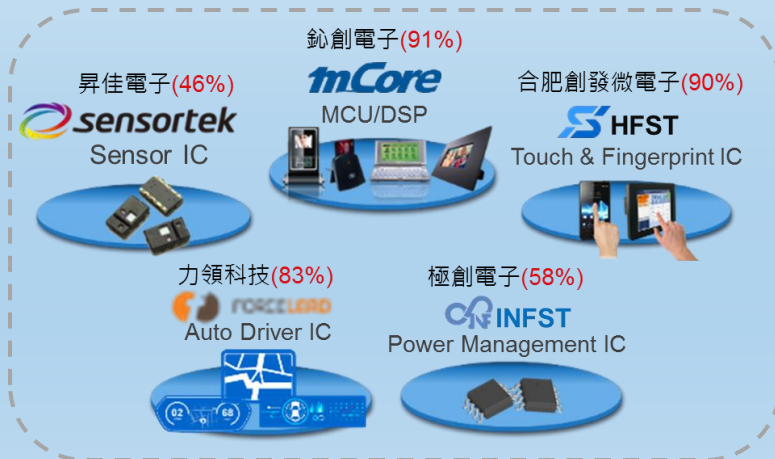 鈊創電子(91%)
mCore
MCU/DSP
昇佳電子(46%)
sensortek
Sensor IC
合肥創發微電子(90%)
HFST
Touch & Fingerprint IC
力領科技(83%)
FORCELEAD
Auto Driver IC
02
68
極創電子(58%)
INFST
Power Management IC